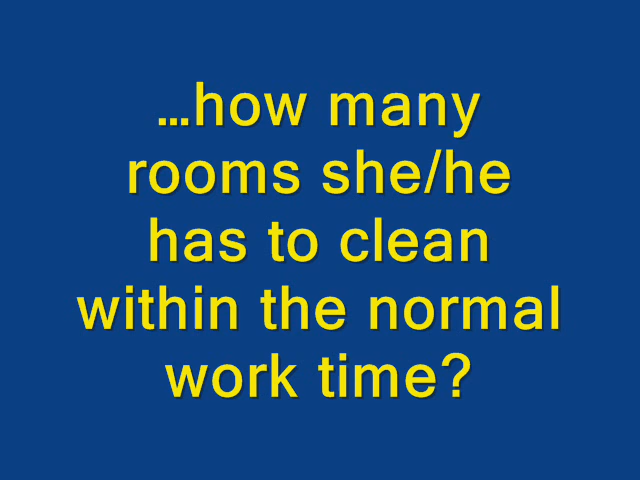 …how many
rooms she/he
has to clean
within the normal
work time?